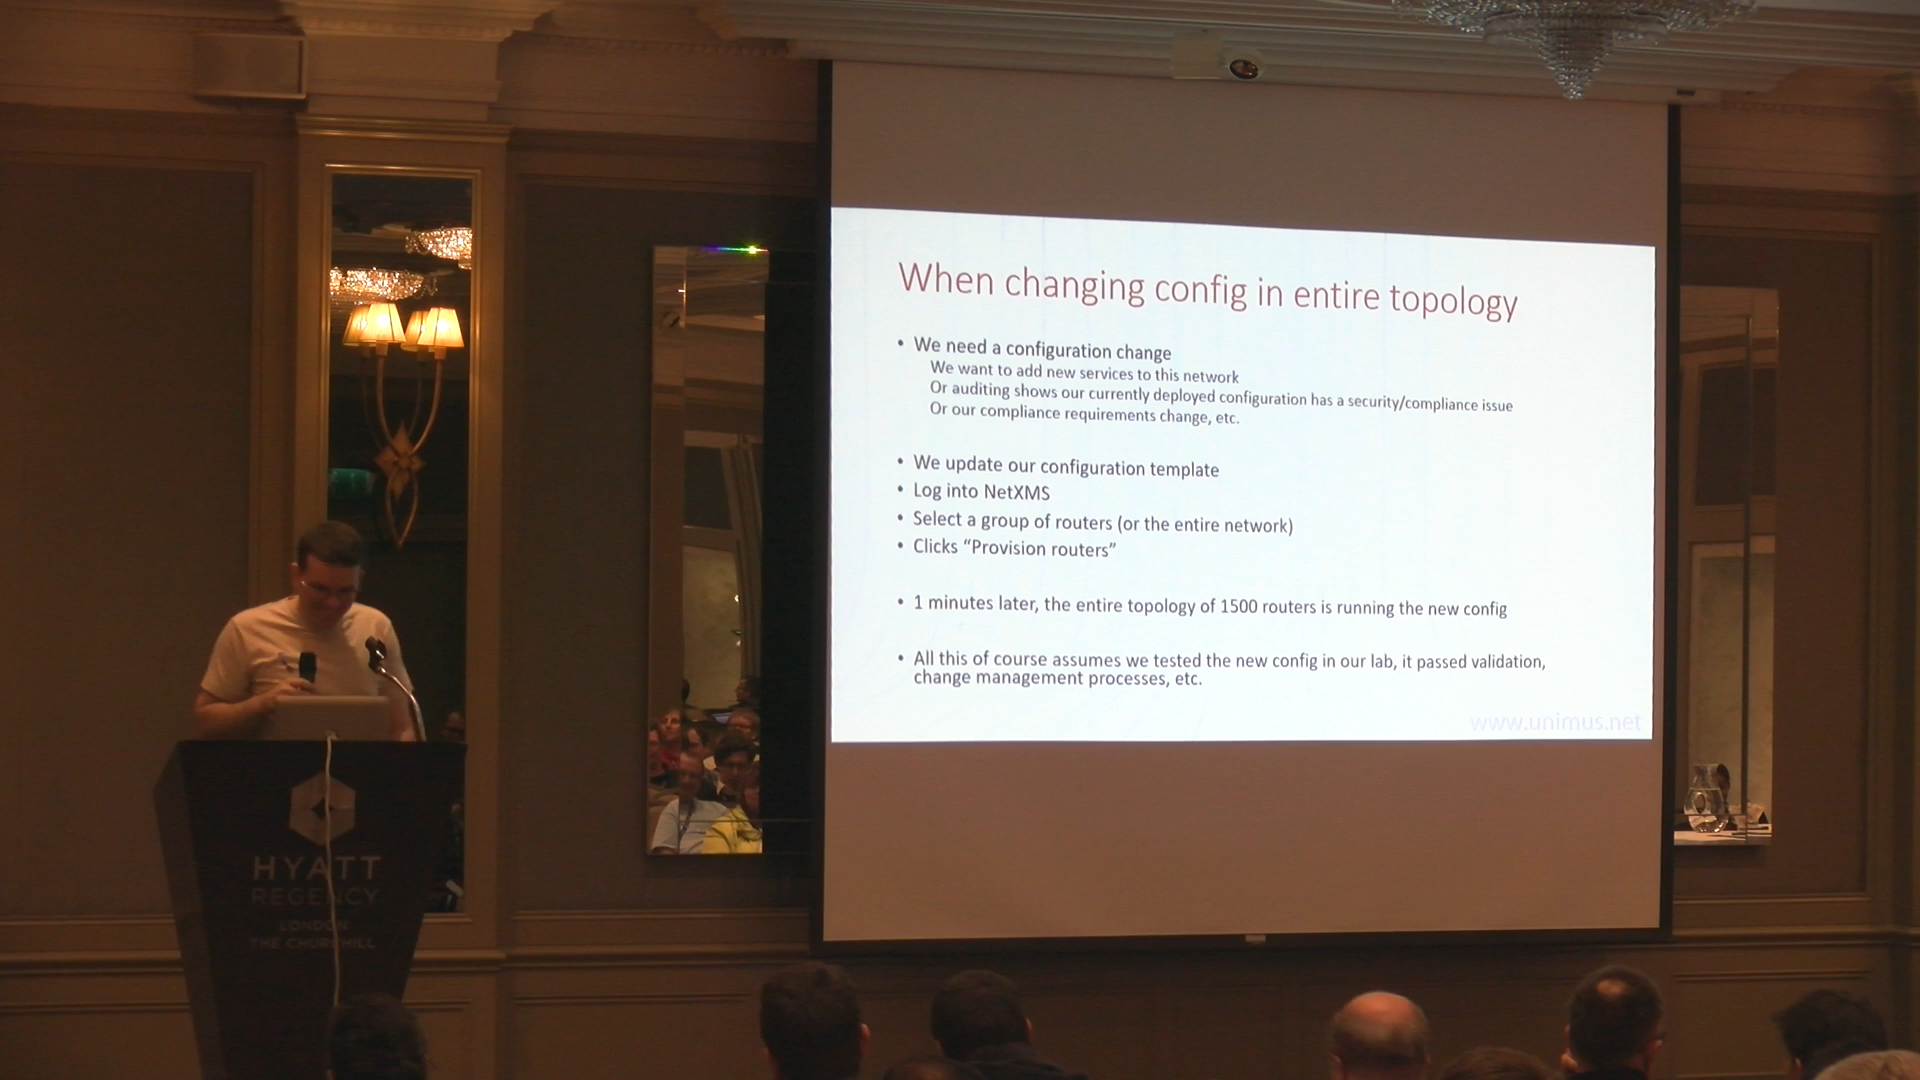 When changing config in entire topology
• We need a configuration change
We want to add new services to this network
Or auditing shows our currently deployed configuration has a security/compliance issue
Or our compliance requirements change, etc.
• We update our configuration template
• Log into NetXMS
• Select a group of routers (or the entire network)
• Clicks “Provision routers”
• 1 minutes later, the entire topology of 1500 routers is running the new config
• All this of course assumes we tested the new config in our lab, it passed validation,
change management processes, etc.
www.unimus.net
HYATT
REGENCY
LONDON
THE CHURCHILL